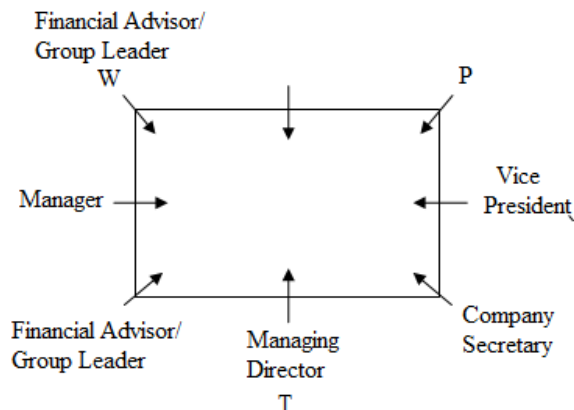 Financial Advisor/
Group Leader
W
P
Manager
Vice
President
Financial Advisor/
Group Leader
Managing
Director
T
Company
Secretary